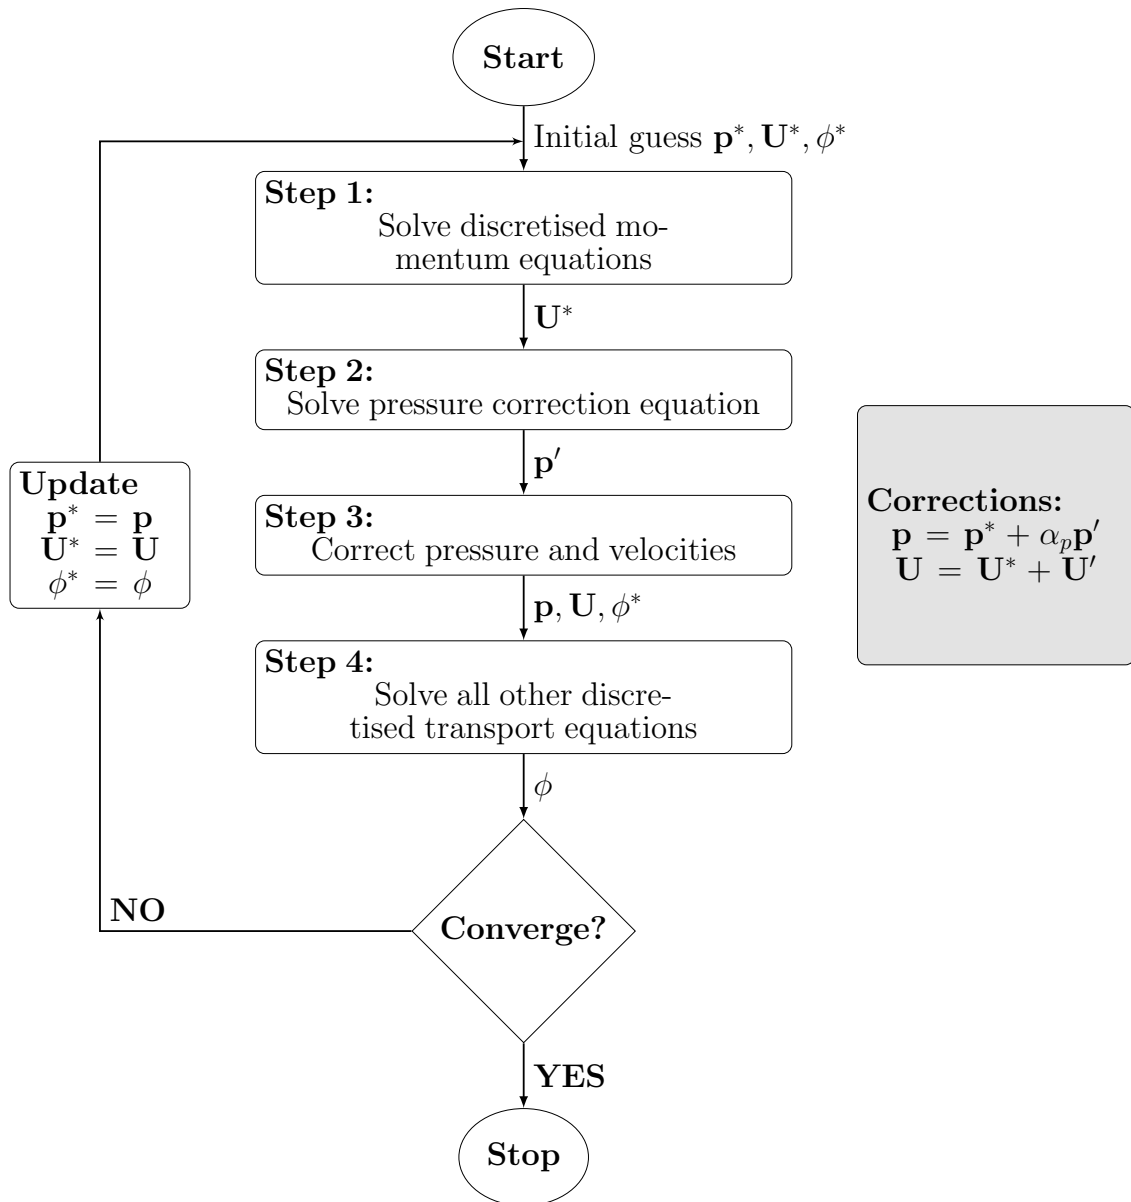 Start
Initial guess p*, U*, ϕ*
Step 1:
Solve discretised mo-
mentum equations
U*
Step 2:
Solve pressure correction equation
p′
Step 3:
Correct pressure and velocities
p, U, ϕ*
Step 4:
Solve all other discre-
tised transport equations
ϕ
Converge?
NO
YES
Stop
Update
p* = p
U* = U
ϕ* = ϕ
Corrections:
p = p* + αₚp′
U = U* + U′